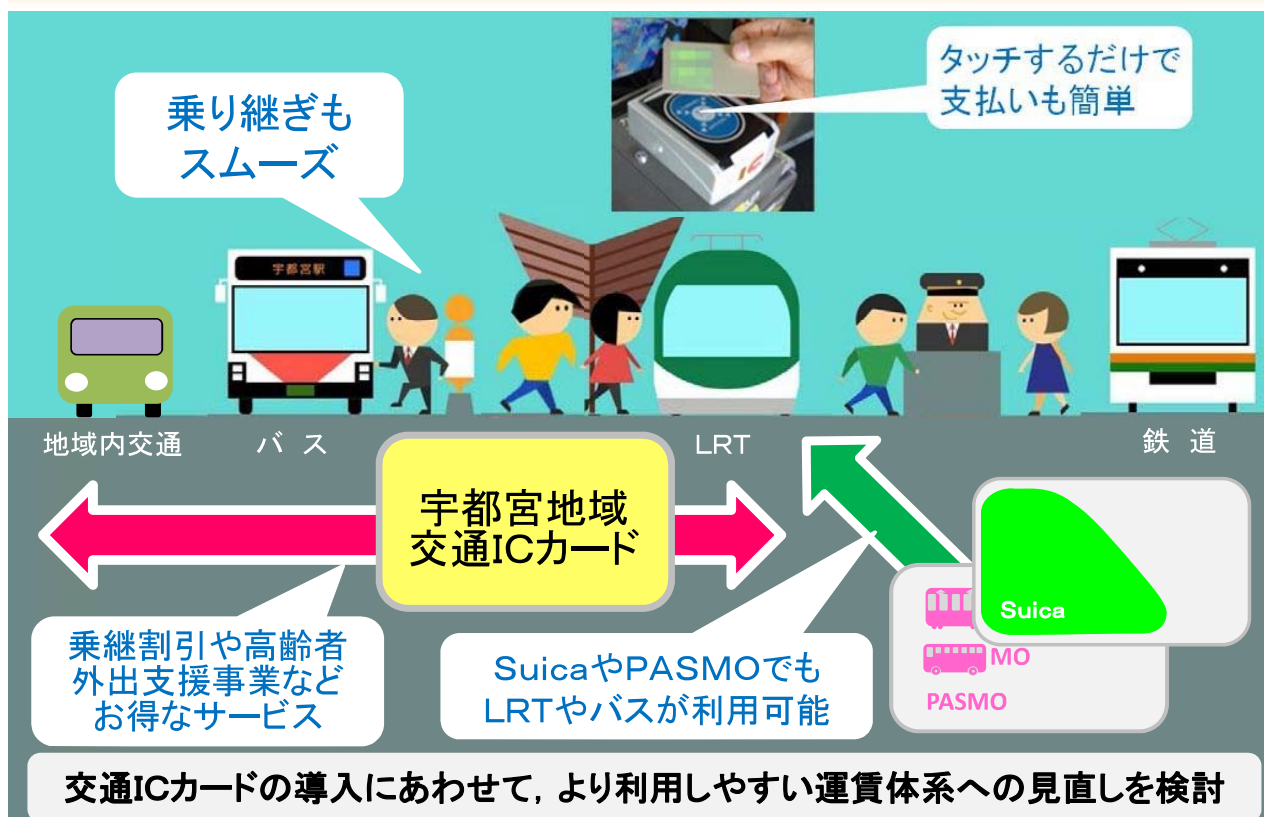 乗り継ぎも
スムーズ
タッチするだけで
支払いも簡単
宇都宮駅
地域内交通
バス
LRT
鉄道
宇都宮地域
交通ICカード
Suica
MO
PASMO
乗継割引や高齢者
外出支援事業など
お得なサービス
SuicaやPASMOでも
LRTやバスが利用可能
交通ICカードの導入にあわせて，より利用しやすい運賃体系への見直しを検討